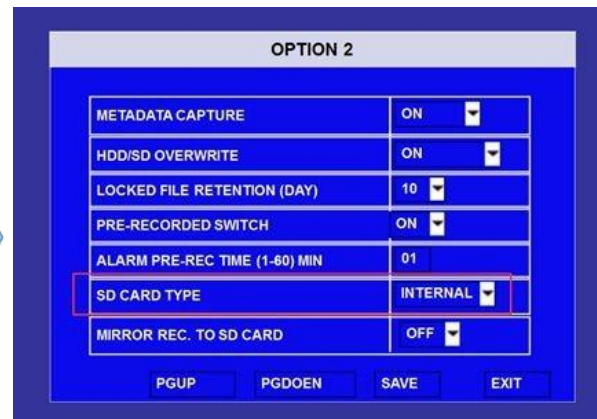 OPTION 2
METADATA CAPTURE ON
HDD/SD OVERWRITE ON
LOCKED FILE RETENTION (DAY) 10
PRE-RECORDED SWITCH ON
ALARM PRE-REC TIME (1-60) MIN 01
SD CARD TYPE INTERNAL
MIRROR REC. TO SD CARD OFF
PGUP PGDOEN SAVE EXIT